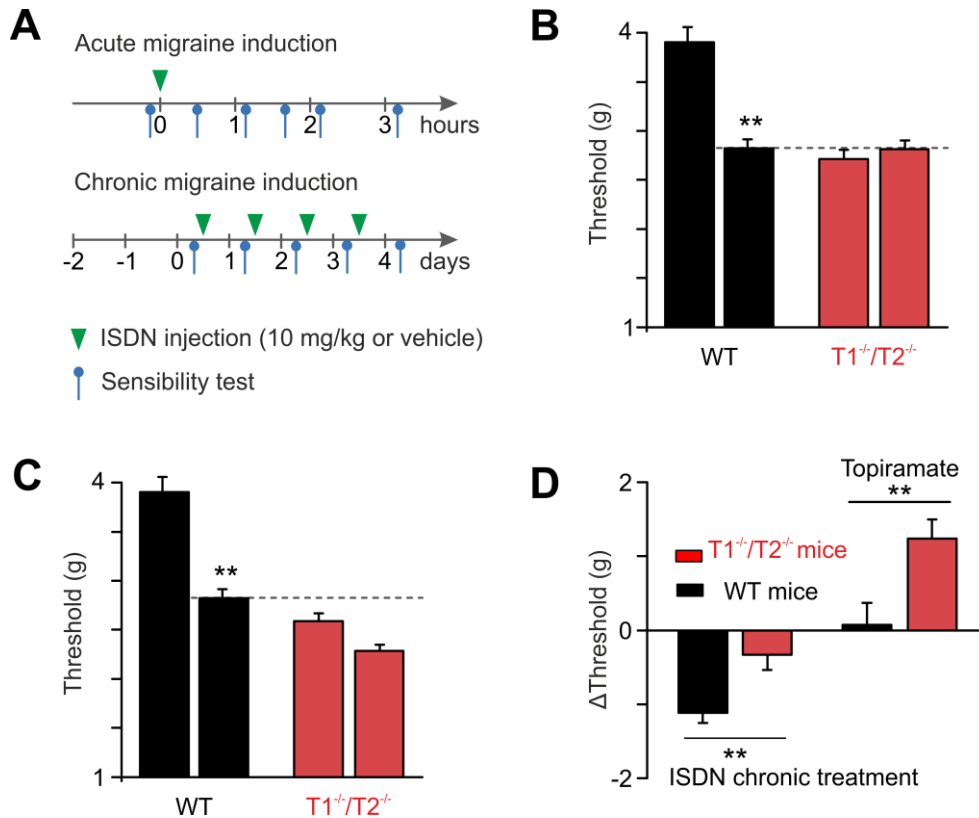 A
Acute migraine induction
0 1 2 3 hours
Chronic migraine induction
-2 -1 0 1 2 3 4 days
ISDN injection (10 mg/kg or vehicle)
Sensibility test
B
4
**
Threshold (g)
1
WT T1-/-/T2-/-
C
4
**
Threshold (g)
1
WT T1-/-/T2-/-
D
Topiramate
2
**
T1-/-/T2-/- mice
WT mice
0
ΔThreshold (g)
**
-2
ISDN chronic treatment